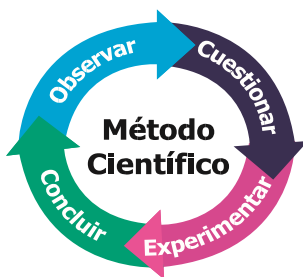 Observar
Cuestionar
Método
Científico
Experimentar
Concluir